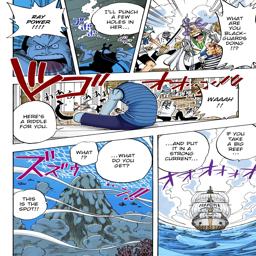 WHAT
ARE
BLACK-
GUARDS
DOING
!!?
I'LL PUNCH
A FEW
HOLES IN
HER...
RAY
POWER
!!!!
WAAAH
!!
HERE'S
A RIDDLE
FOR YOU.
IF YOU
TAKE A
BIG
REEF...
...AND PUT
IT IN A
STRONG
CURRENT...
...WHAT
DO YOU
GET?
WHAT
!?
THIS IS
THE
SPOT!!